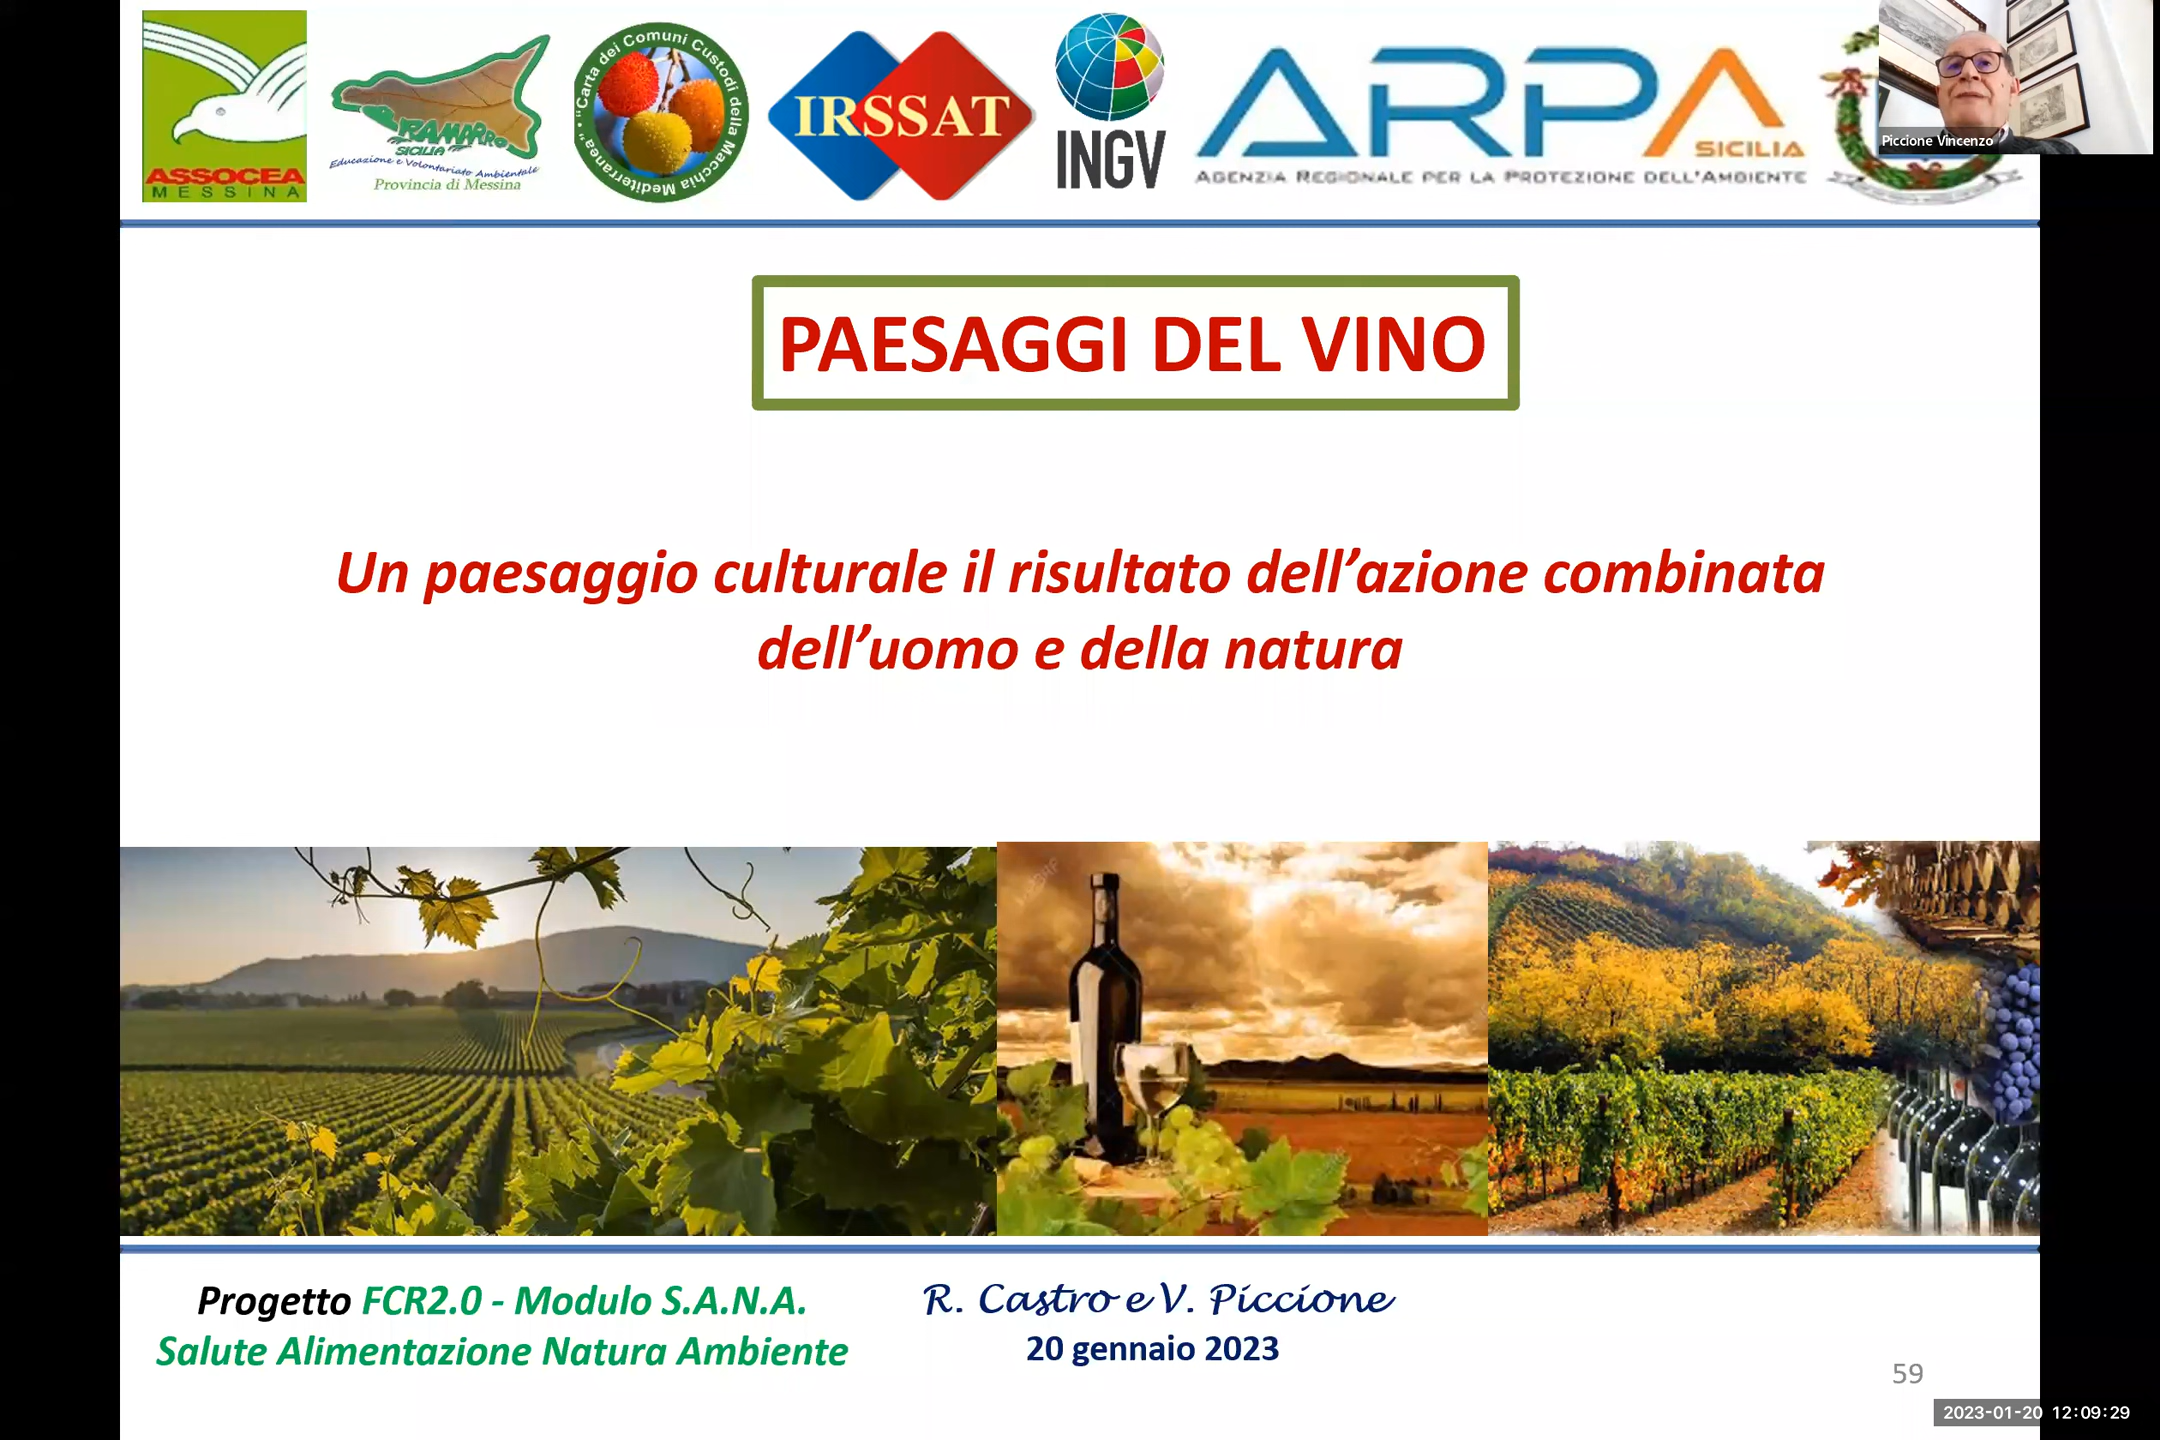 ASSOCEA
MESSINA
RAMARRO
SICILIA
Educazione e Volontariato Ambientale
Provincia di Messina
"Carta dei Comuni Custodi della Macchia Mediterranea"
IRSSAT
INGV
ARPA
SICILIA
AGENZIA REGIONALE PER LA PROTEZIONE DELL'AMBIENTE
Piccione Vincenzo
PAESAGGI DEL VINO
Un paesaggio culturale il risultato dell’azione combinata
dell’uomo e della natura
Progetto FCR2.0 - Modulo S.A.N.A.
Salute Alimentazione Natura Ambiente
R. Castro e V. Piccione
20 gennaio 2023
59
2023-01-20 12:09:29